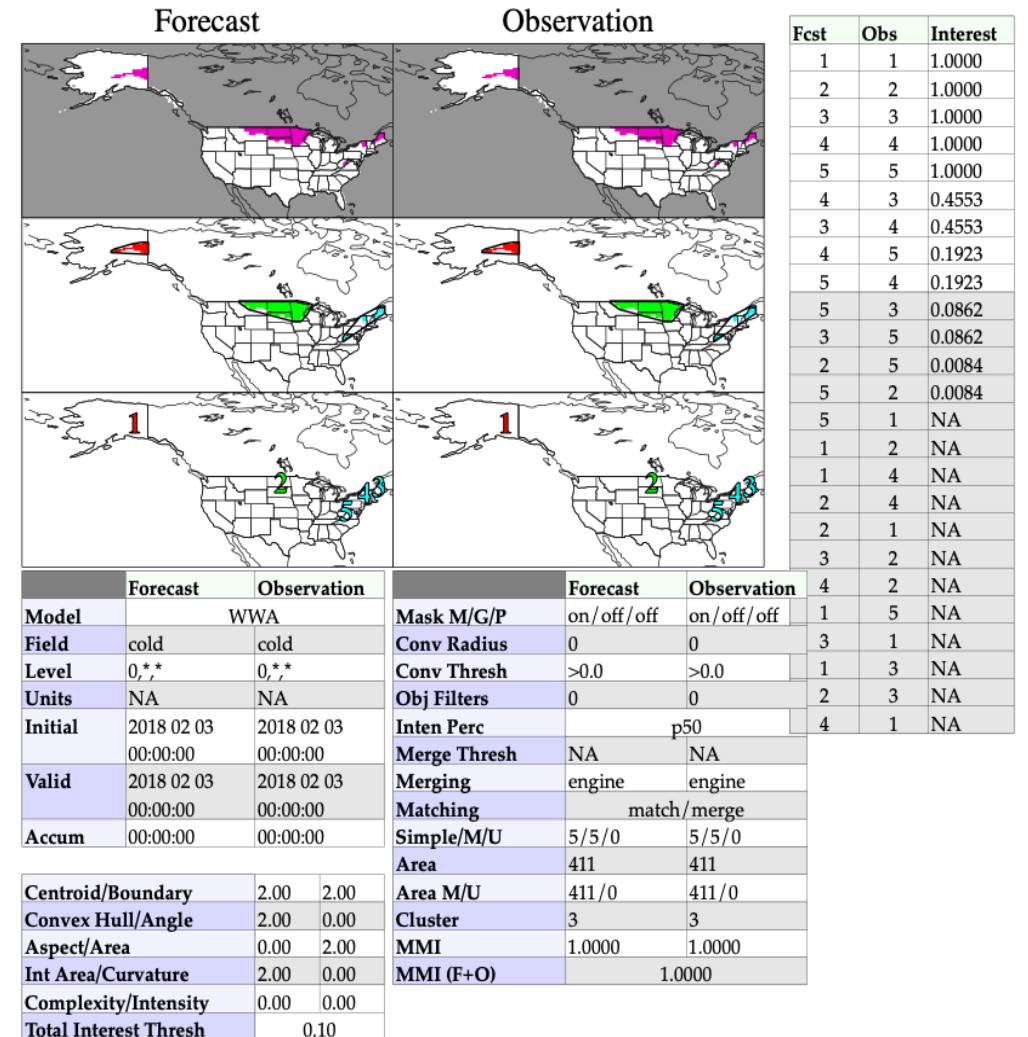 Forecast Observation
Fcst Obs Interest
1 1 1.0000
2 2 1.0000
3 3 1.0000
4 4 1.0000
5 5 1.0000
4 3 0.4553
3 4 0.4553
4 5 0.1923
5 4 0.1923
5 3 0.0862
3 5 0.0862
2 5 0.0084
5 2 0.0084
5 1 NA
1 2 NA
1 4 NA
2 4 NA
2 1 NA
3 2 NA
4 2 NA
1 5 NA
3 1 NA
1 3 NA
2 3 NA
4 1 NA
1
2
43
5
1
2
43
5
Forecast Observation
Model WWA
Field cold cold
Level 0,*,* 0,*,*
Units NA NA
Initial 2018 02 03 2018 02 03
00:00:00 00:00:00
Valid 2018 02 03 2018 02 03
00:00:00 00:00:00
Accum 00:00:00 00:00:00
Centroid/Boundary 2.00 2.00
Convex Hull/Angle 2.00 0.00
Aspect/Area 0.00 2.00
Int Area/Curvature 2.00 0.00
Complexity/Intensity 0.00 0.00
Total Interest Thresh 0.10
Forecast Observation
Mask M/G/P on/off/off on/off/off
Conv Radius 0 0
Conv Thresh >0.0 >0.0
Obj Filters 0 0
Inten Perc p50
Merge Thresh NA NA
Merging engine engine
Matching match/merge
Simple/M/U 5/5/0 5/5/0
Area 411 411
Area M/U 411/0 411/0
Cluster 3 3
MMI 1.0000 1.0000
MMI (F+O) 1.0000